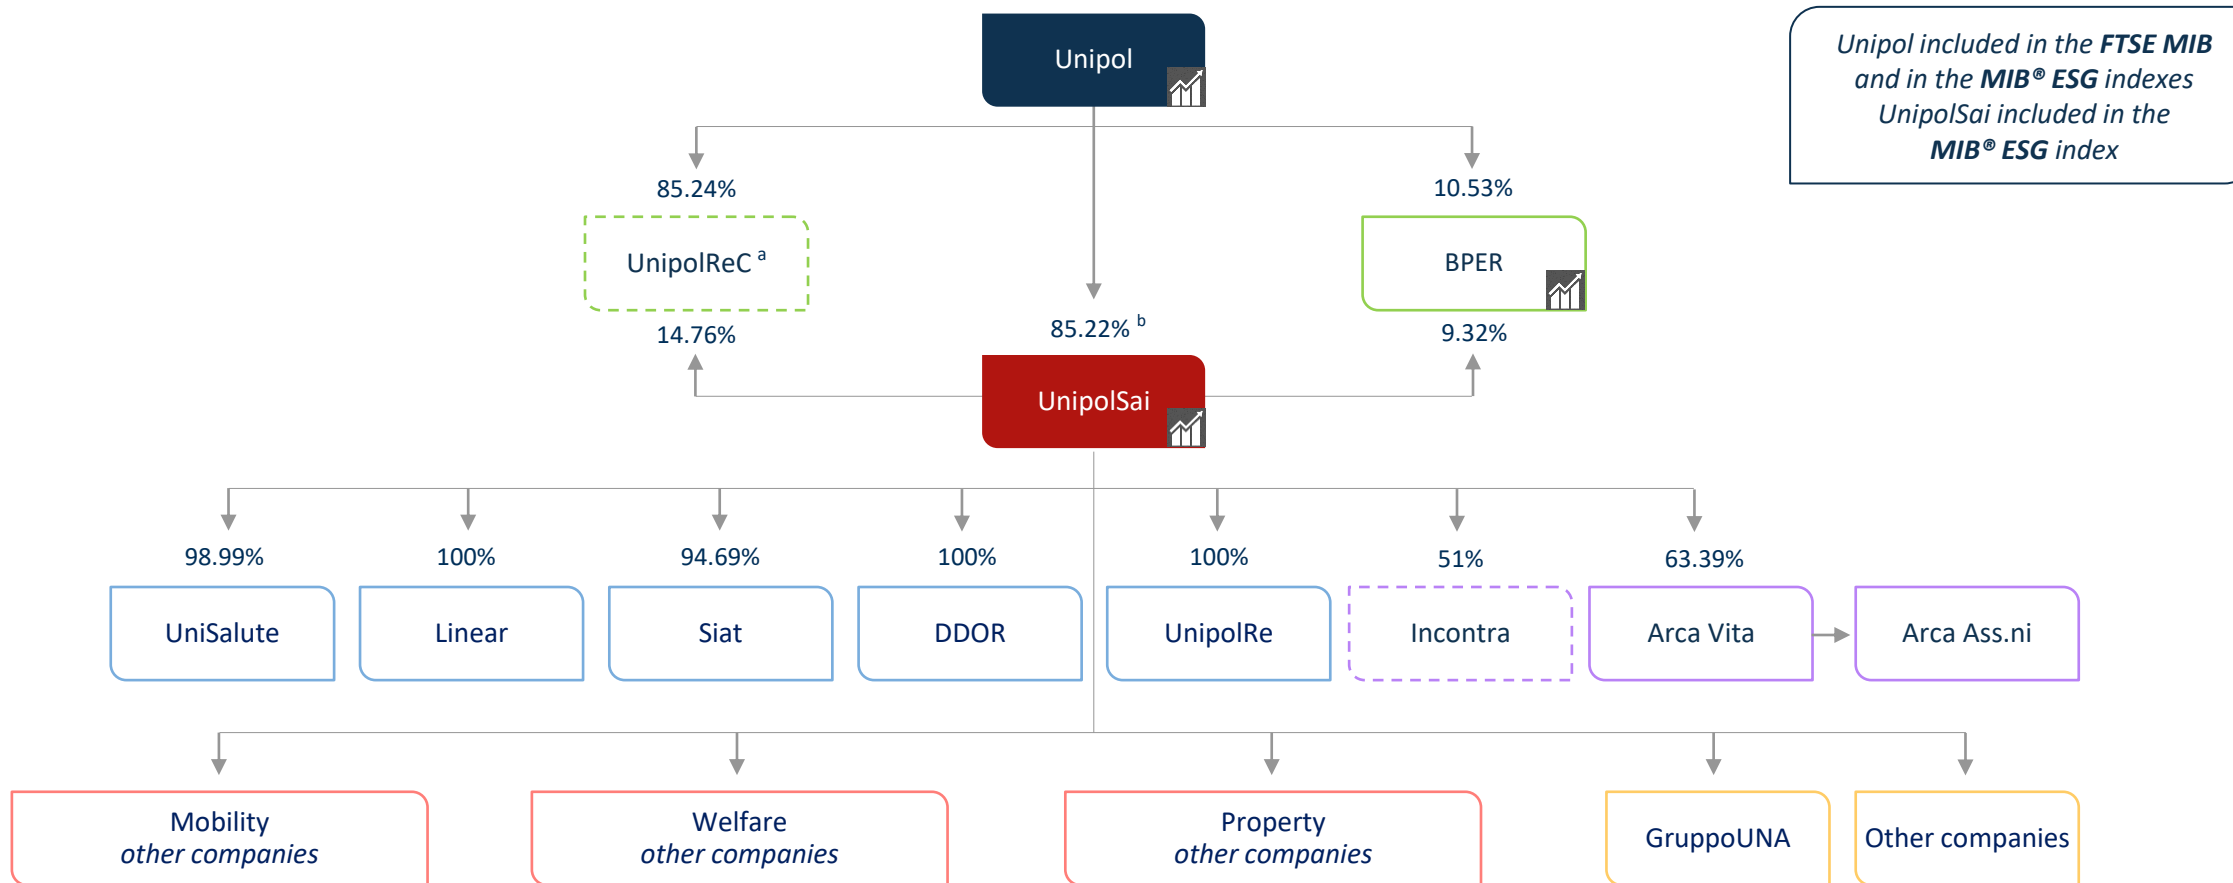 Unipol
Unipol included in the FTSE MIB
and in the MIB® ESG indexes
UnipolSai included in the
MIB® ESG index
85.24%
10.53%
UnipolReC a
BPER
14.76%
85.22% b
9.32%
UnipolSai
98.99%
100%
94.69%
100%
100%
51%
63.39%
UniSalute
Linear
Siat
DDOR
UnipolRe
Incontra
Arca Vita
Arca Ass.ni
Mobility
other companies
Welfare
other companies
Property
other companies
GruppoUNA
Other companies